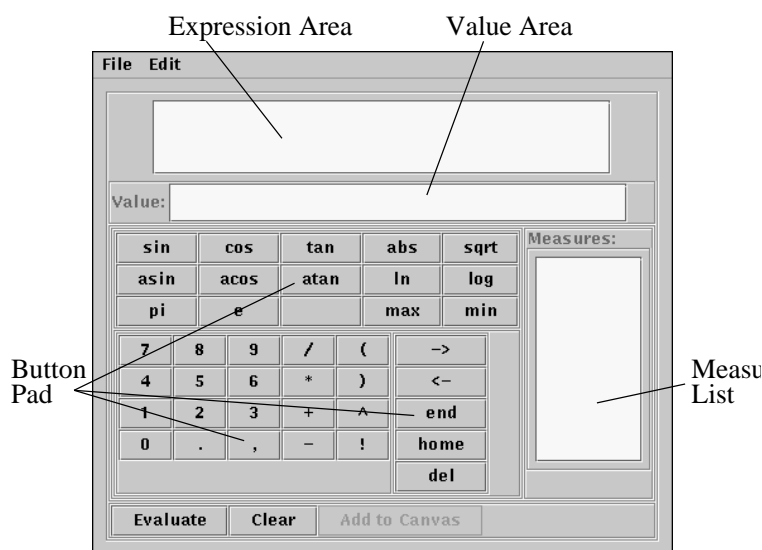 Expression Area Value Area
File Edit
Value:
Measures:
sin cos tan abs sqrt
asin acos atan ln log
pi e max min
7 8 9 / ( ->
4 5 6 * ) <-
1 2 3 + ^ end
0 . , - ! home
del
Button
Pad
Measu
List
Evaluate Clear Add to Canvas